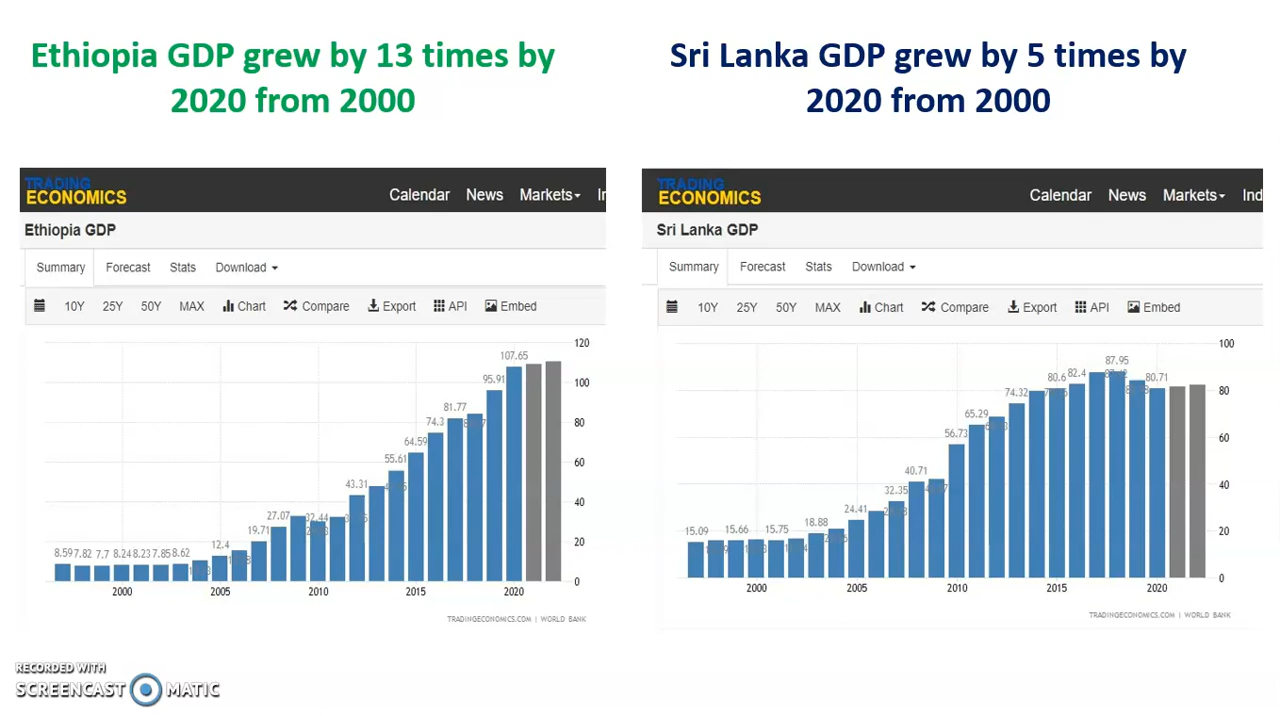 Ethiopia GDP grew by 13 times by
2020 from 2000
Sri Lanka GDP grew by 5 times by
2020 from 2000
TRADING
ECONOMICS
Calendar News Markets
Ethiopia GDP
Summary Forecast Stats Download
10Y 25Y 50Y MAX Chart Compare Export API Embed
120
107.65
100
95.91
81.77
80
74.3
64.59
60
55.61
43.31
40
32.44
27.07
19.71
20
12.4
8.59 7.82 7.7 8.24 8.23 7.85 8.62
0
2000 2005 2010 2015 2020
TRADINGECONOMICS.COM | WORLD BANK
TRADING
ECONOMICS
Calendar News Markets Ind
Sri Lanka GDP
Summary Forecast Stats Download
10Y 25Y 50Y MAX Chart Compare Export API Embed
100
87.95
80.6 82.4 80.71
80
74.32
65.29
60
56.73
40.71
40
32.35
24.41
18.88
20
15.09 15.66 15.75
0
2000 2005 2010 2015 2020
TRADINGECONOMICS.COM | WORLD BANK
RECORDED WITH
SCREENCAST MATIC